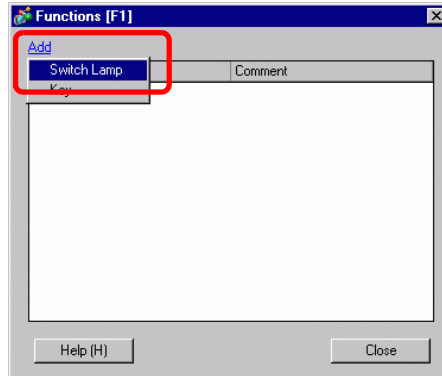 Functions [F1]
Add
Switch Lamp
Comment
Key
Help (H)
Close